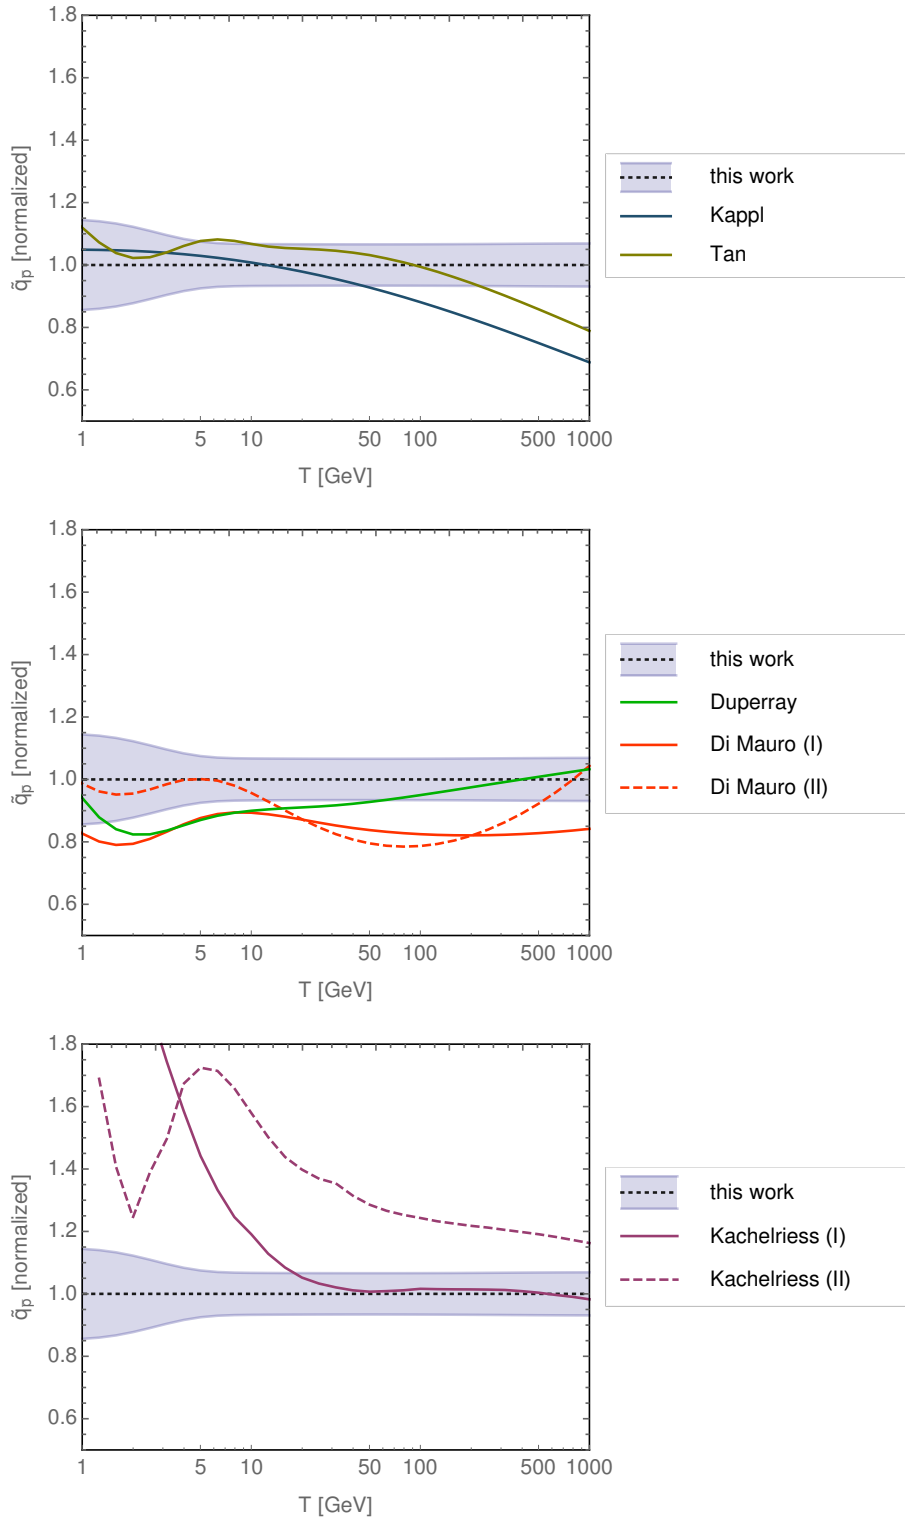 1.8
1.6
1.4
1.2
1.0
0.8
0.6
q̃p [normalized]
1 5 10 50 100 500 1000
T [GeV]
this work
Kappl
Tan
1.8
1.6
1.4
1.2
1.0
0.8
0.6
q̃p [normalized]
1 5 10 50 100 500 1000
T [GeV]
this work
Duperray
Di Mauro (I)
Di Mauro (II)
1.8
1.6
1.4
1.2
1.0
0.8
0.6
q̃p [normalized]
1 5 10 50 100 500 1000
T [GeV]
this work
Kachelriess (I)
Kachelriess (II)